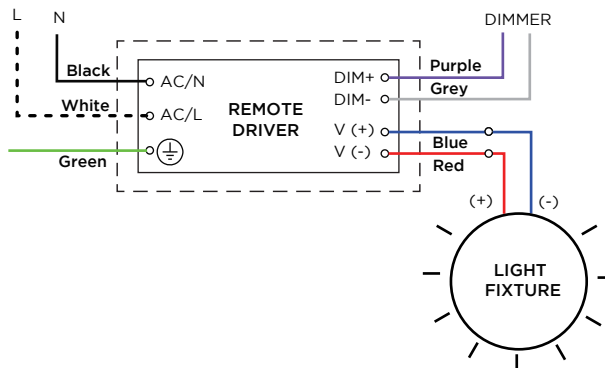 L N DIMMER
Black
White
Green
AC/N
AC/L
REMOTE
DRIVER
DIM+
DIM-
V (+)
V (-)
Purple
Grey
Blue
Red
(+) (-)
LIGHT
FIXTURE